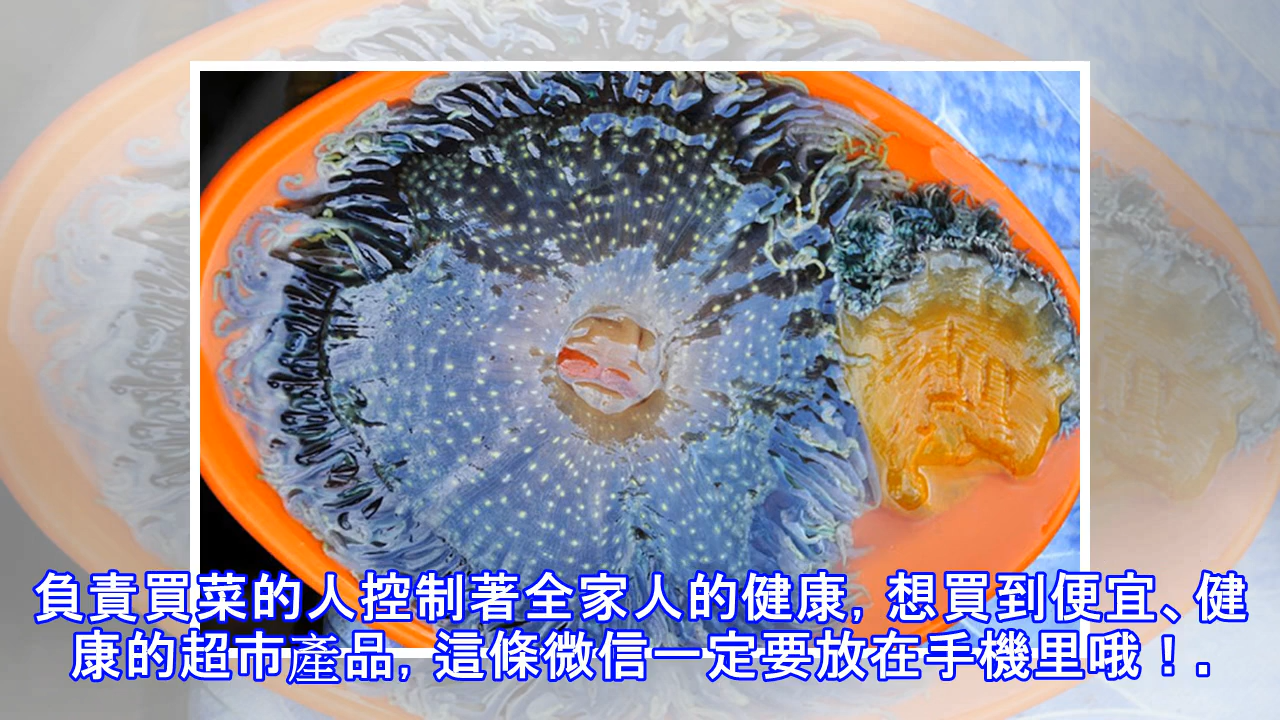 負責買菜的人控制著全家人的健康,想買到便宜、健
康的超市產品,這條微信一定要放在手機里哦！.